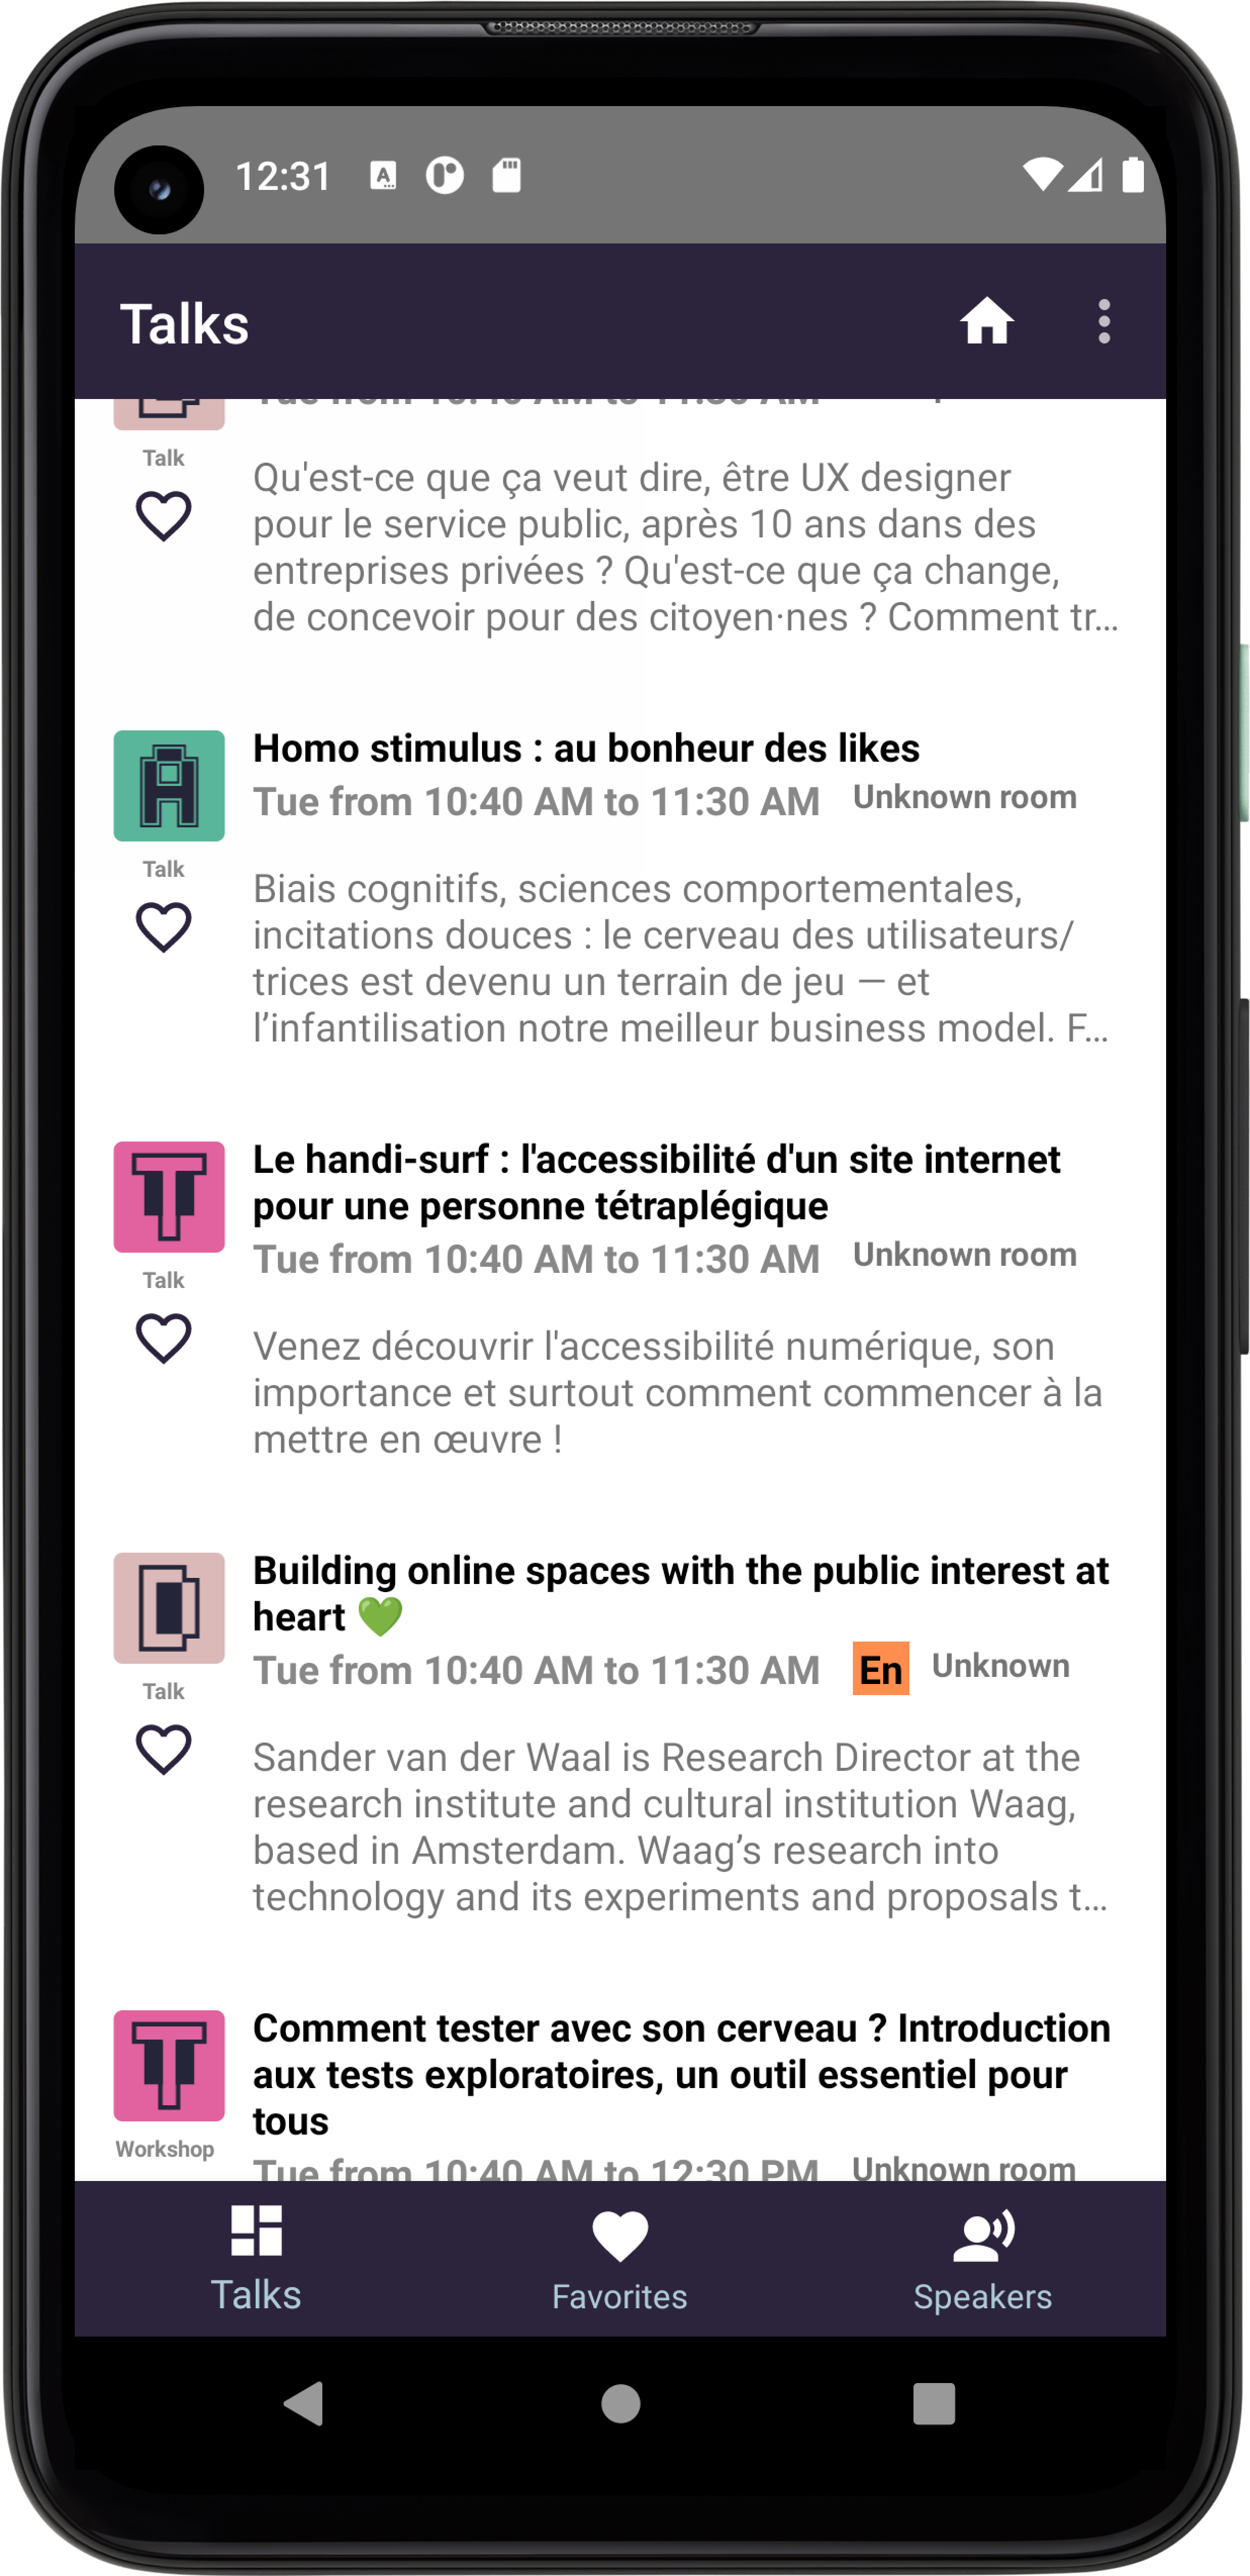 12:31
Talks
Talk
Qu'est-ce que ça veut dire, être UX designer
pour le service public, après 10 ans dans des
entreprises privées ? Qu'est-ce que ça change,
de concevoir pour des citoyen·nes ? Comment tr…
Homo stimulus : au bonheur des likes
Tue from 10:40 AM to 11:30 AM Unknown room
Talk
Biais cognitifs, sciences comportementales,
incitations douces : le cerveau des utilisateurs/
trices est devenu un terrain de jeu — et
l’infantilisation notre meilleur business model. F…
Le handi-surf : l'accessibilité d'un site internet
pour une personne tétraplégique
Tue from 10:40 AM to 11:30 AM Unknown room
Talk
Venez découvrir l'accessibilité numérique, son
importance et surtout comment commencer à la
mettre en œuvre !
Building online spaces with the public interest at
heart 💚
Tue from 10:40 AM to 11:30 AM En Unknown
Talk
Sander van der Waal is Research Director at the
research institute and cultural institution Waag,
based in Amsterdam. Waag’s research into
technology and its experiments and proposals t…
Comment tester avec son cerveau ? Introduction
aux tests exploratoires, un outil essentiel pour
tous
Workshop
Tue from 10:40 AM to 12:30 PM Unknown room
Talks
Favorites
Speakers